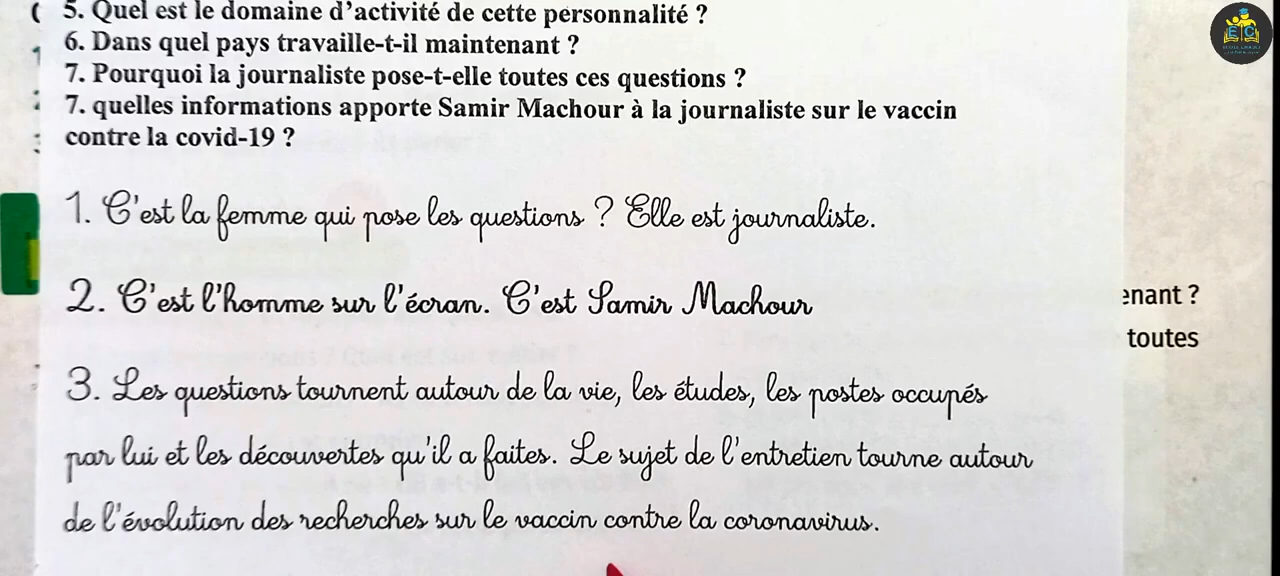 5. Quel est le domaine d’activité de cette personnalité ?
6. Dans quel pays travaille-t-il maintenant ?
7. Pourquoi la journaliste pose-t-elle toutes ces questions ?
7. quelles informations apporte Samir Machour à la journaliste sur le vaccin
contre la covid-19 ?
1. C'est la femme qui pose les questions ? Elle est journaliste.
2. C'est l'homme sur l'écran. C'est Samir Machour
enant ?
toutes
3. Les questions tournent autour de la vie, les études, les postes occupés
par lui et les découvertes qu'il a faites. Le sujet de l'entretien tourne autour
de l'évolution des recherches sur le vaccin contre la coronavirus.